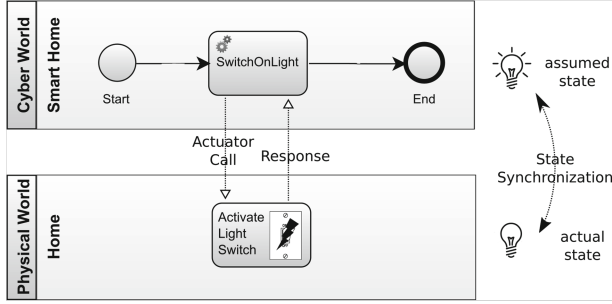 Cyber World
Smart Home
Start
SwitchOnLight
End
assumed
state
Actuator
Call
Response
State
Synchronization
Physical World
Home
Activate
Light
Switch
actual
state